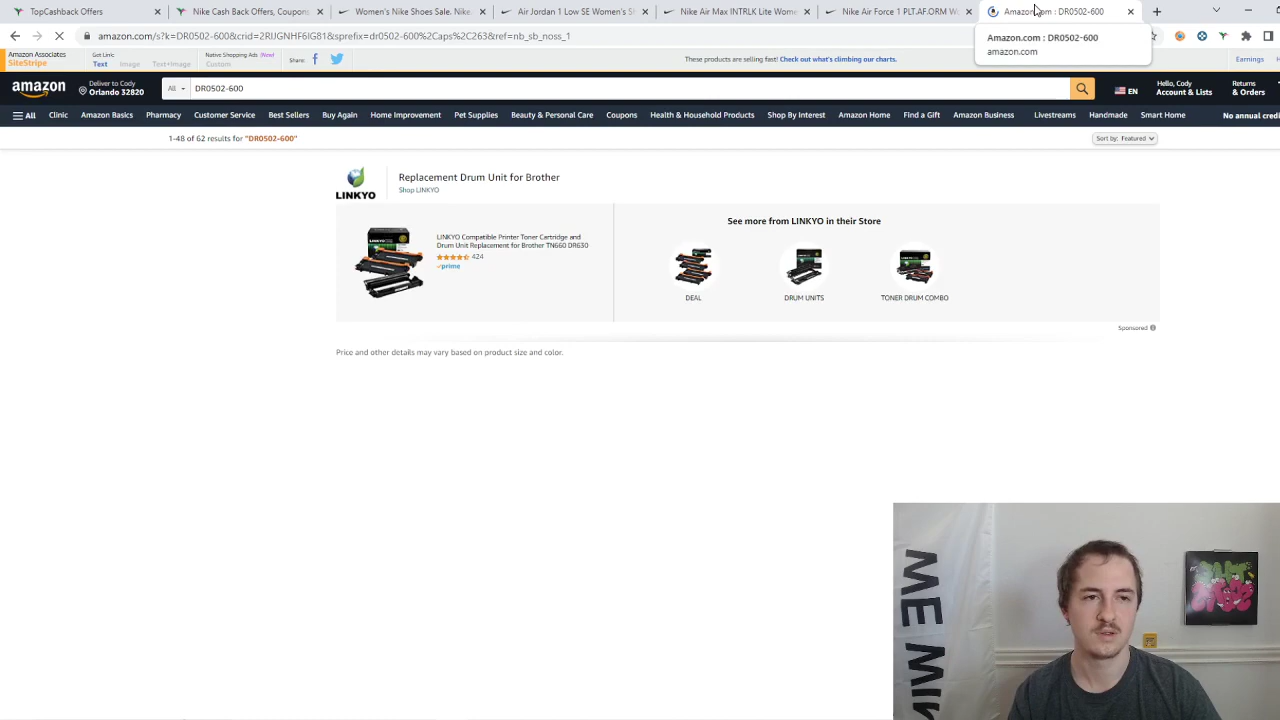 TopCashback Offers
Nike Cash Back Offers, Coupons
Women's Nike Shoes Sale. Nike.
Air Jordan 1 Low SE Women's S
Nike Air Max INTRLK Lite Wome
Nike Air Force 1 PLT.AF.ORM Wo
Amazon.com : DR0502-600
amazon.com/s?k=DR0502-600&crid=2RIJGNHFI6IG81&sprefix=dr0502-600%2Caps%2C263&ref=nb_sb_noss_1
Amazon.com : DR0502-600
amazon.com
Amazon Associates
SiteStripe
Get Link:
Text
Image
Text+Image
Native Shopping Ads (New!)
Custom
Share:
These products are selling fast! Check out what's climbing our charts.
Earnings
amazon
Deliver to Cody
Orlando 32820
All
DR0502-600
EN
Hello, Cody
Account & Lists
Returns
& Orders
All
Clinic
Amazon Basics
Pharmacy
Customer Service
Best Sellers
Buy Again
Home Improvement
Pet Supplies
Beauty & Personal Care
Coupons
Health & Household Products
Shop By Interest
Amazon Home
Find a Gift
Amazon Business
Livestreams
Handmade
Smart Home
No annual credi
1-48 of 62 results for "DR0502-600"
Sort by: Featured
LINKYO
Replacement Drum Unit for Brother
Shop LINKYO
LINKYO Compatible Printer Toner Cartridge and
Drum Unit Replacement for Brother TN660 DR630
424
prime
See more from LINKYO in their Store
DEAL
DRUM UNITS
TONER DRUM COMBO
Sponsored
Price and other details may vary based on product size and color.